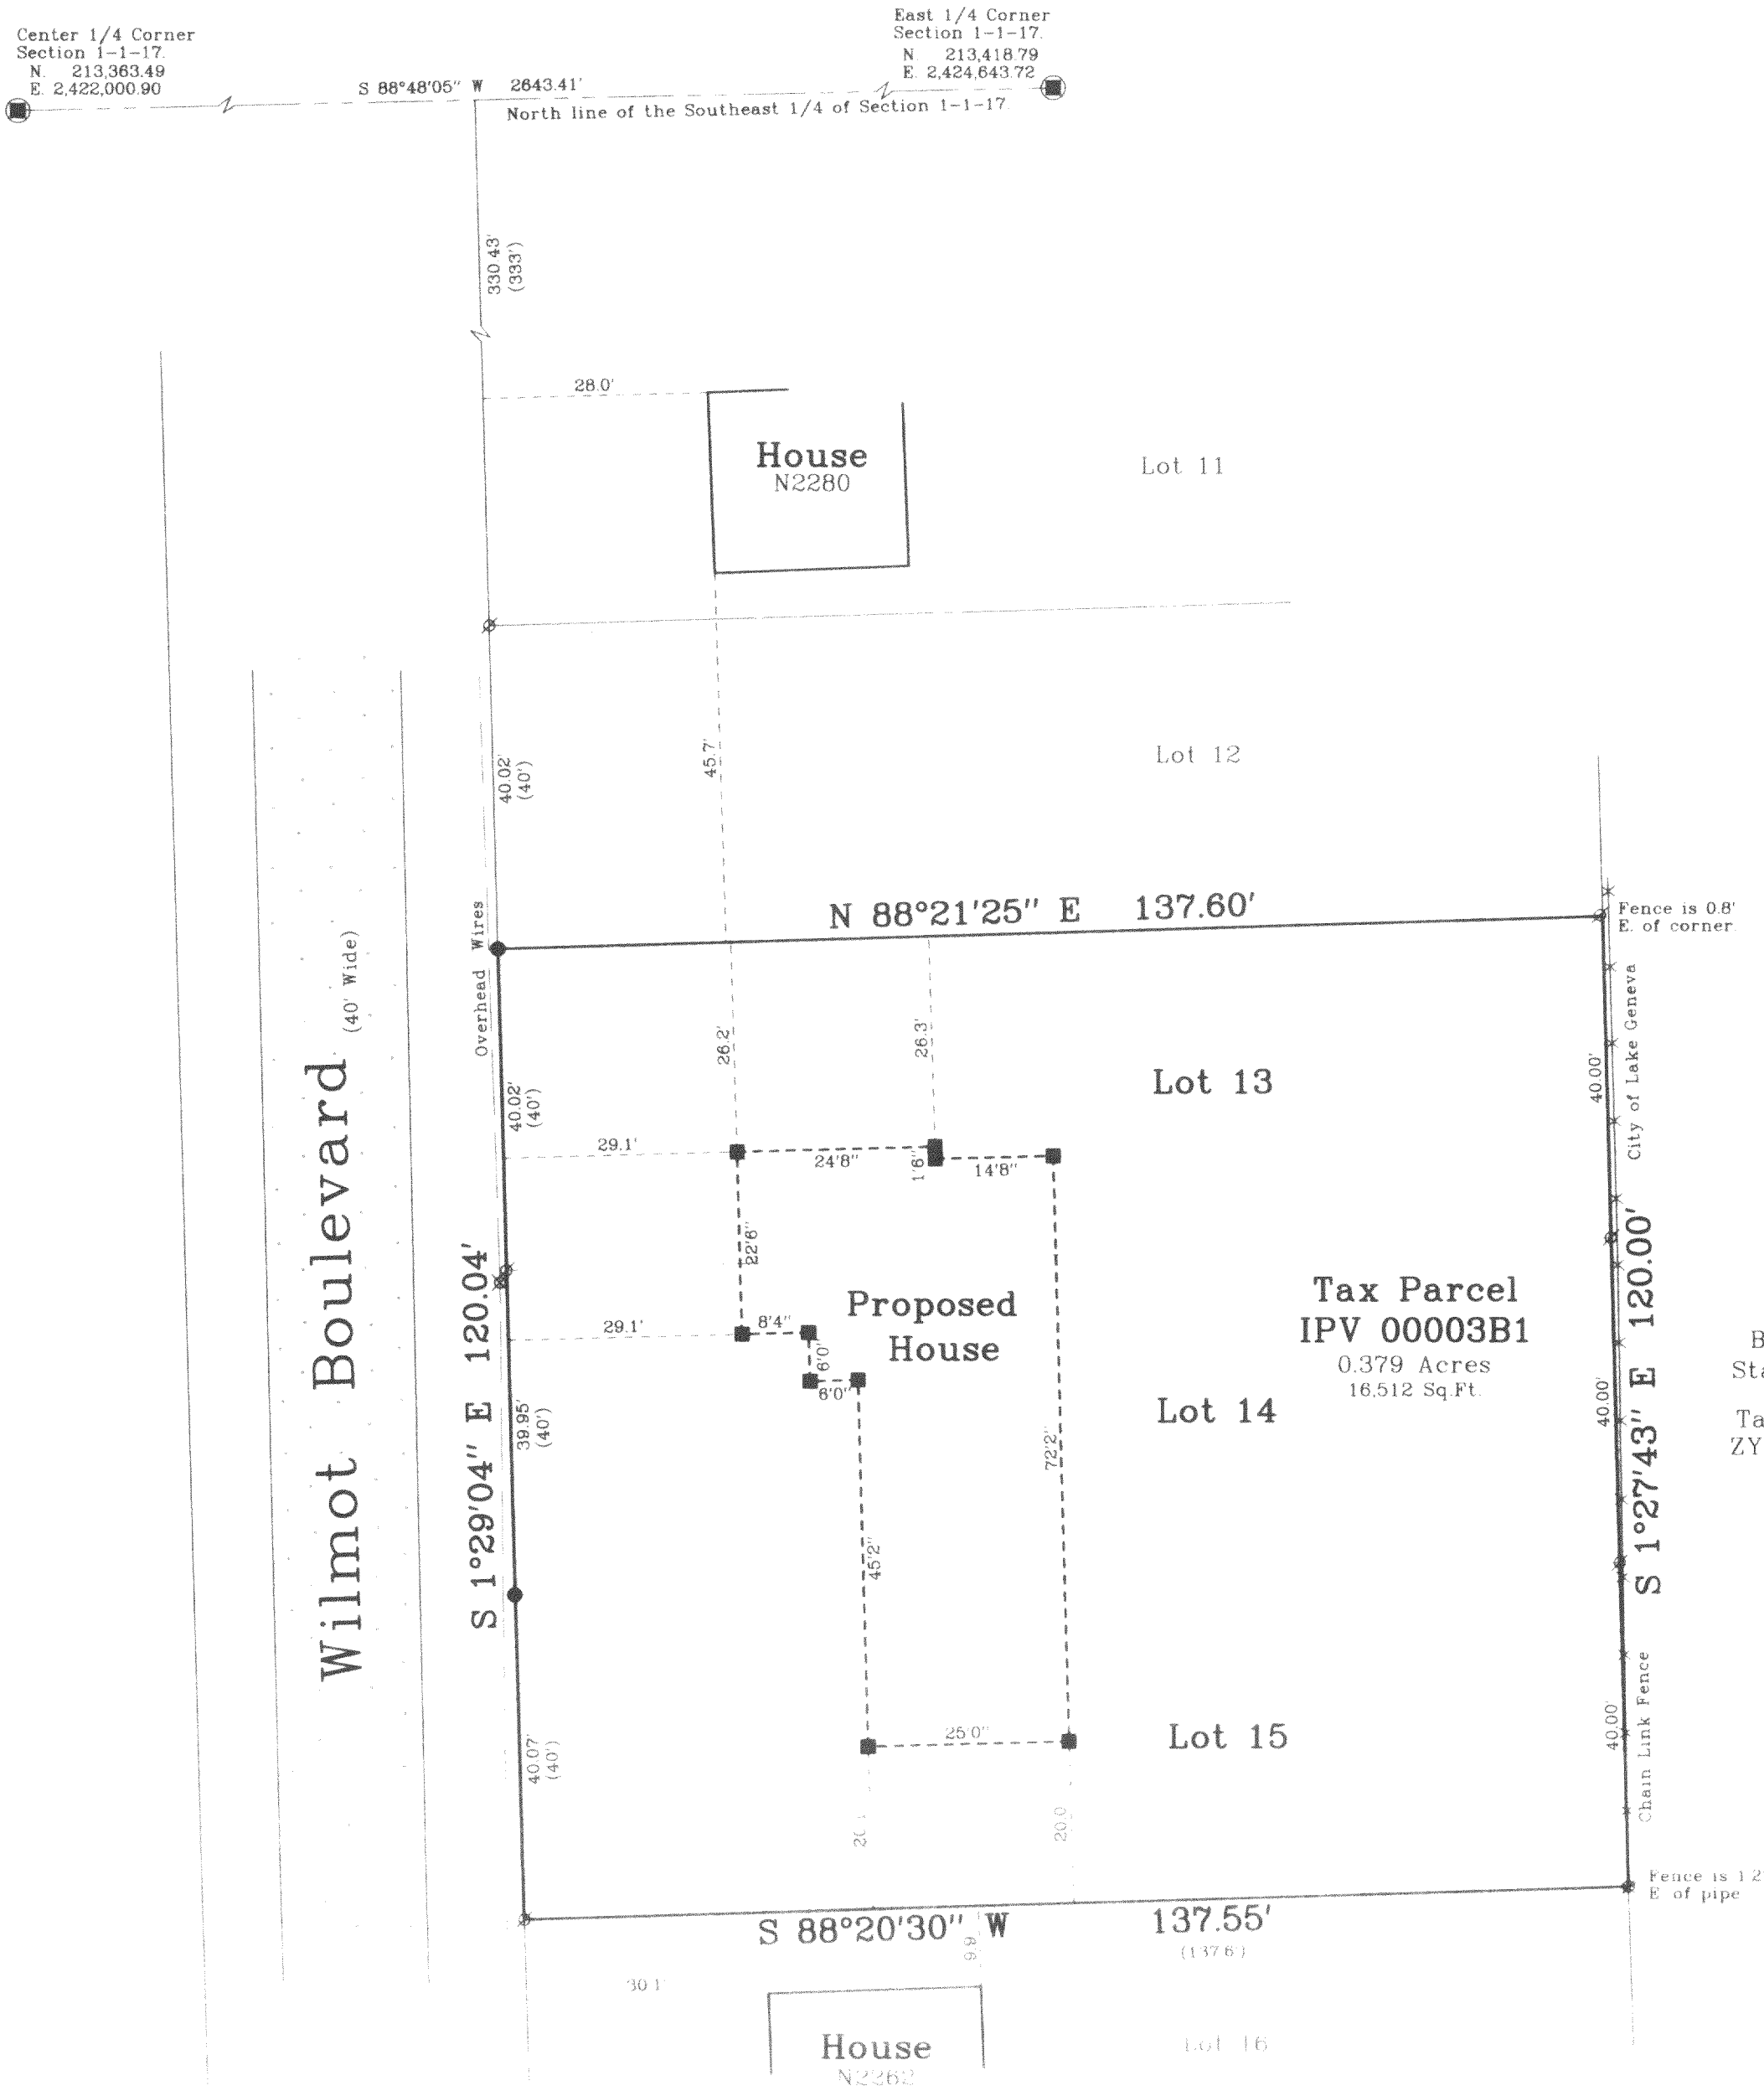 Center 1/4 Corner
Section 1-1-17.
N. 213,363.49
E. 2,422,000.90
East 1/4 Corner
Section 1-1-17.
N. 213,418.79
E. 2,424,643.72
S 88°48'05" W 2643.41'
North line of the Southeast 1/4 of Section 1-1-17.
330.43'
(333')
28.0'
House
N2280
Lot 11
45.7'
40.02'
(40')
Lot 12
N 88°21'25" E 137.60'
Fence is 0.8'
E. of corner.
Overhead Wires
Wilmot Boulevard
(40' Wide)
40.02'
(40')
26.2'
26.3'
Lot 13
40.00'
City of Lake Geneva
29.1'
24'8"
1'6"
14'8"
22'6"
S 1°29'04" E 120.04'
29.1'
8'4"
6'0"
6'0"
Proposed
House
Tax Parcel
IPV 00003B1
0.379 Acres
16,512 Sq.Ft.
S 1°27'43" E 120.00'
39.95'
(40')
Lot 14
40.00'
72'2"
45'2"
ZY
25'0"
Lot 15
40.07'
(40')
40.00'
Chain Link Fence
20.0
Fence is 1.2
E of pipe
S 88°20'30" W 137.55'
(137.6')
9.9
30.1'
House
N2262
Lot 16